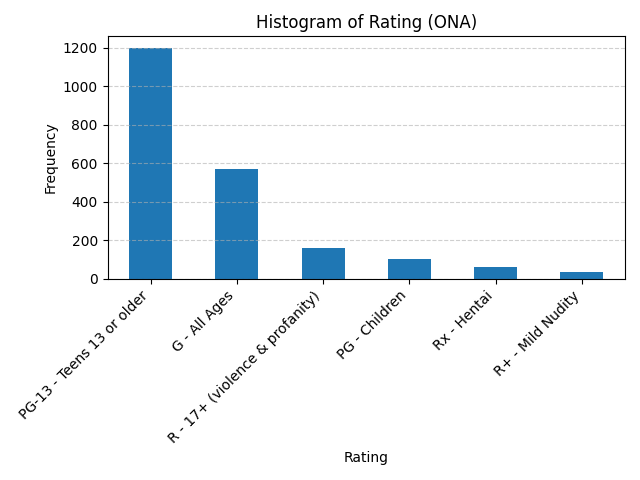 Histogram of Rating (ONA)
Frequency
1200
1000
800
600
400
200
0
PG-13 - Teens 13 or older
G - All Ages
R - 17+ (violence & profanity)
PG - Children
Rx - Hentai
R+ - Mild Nudity
Rating